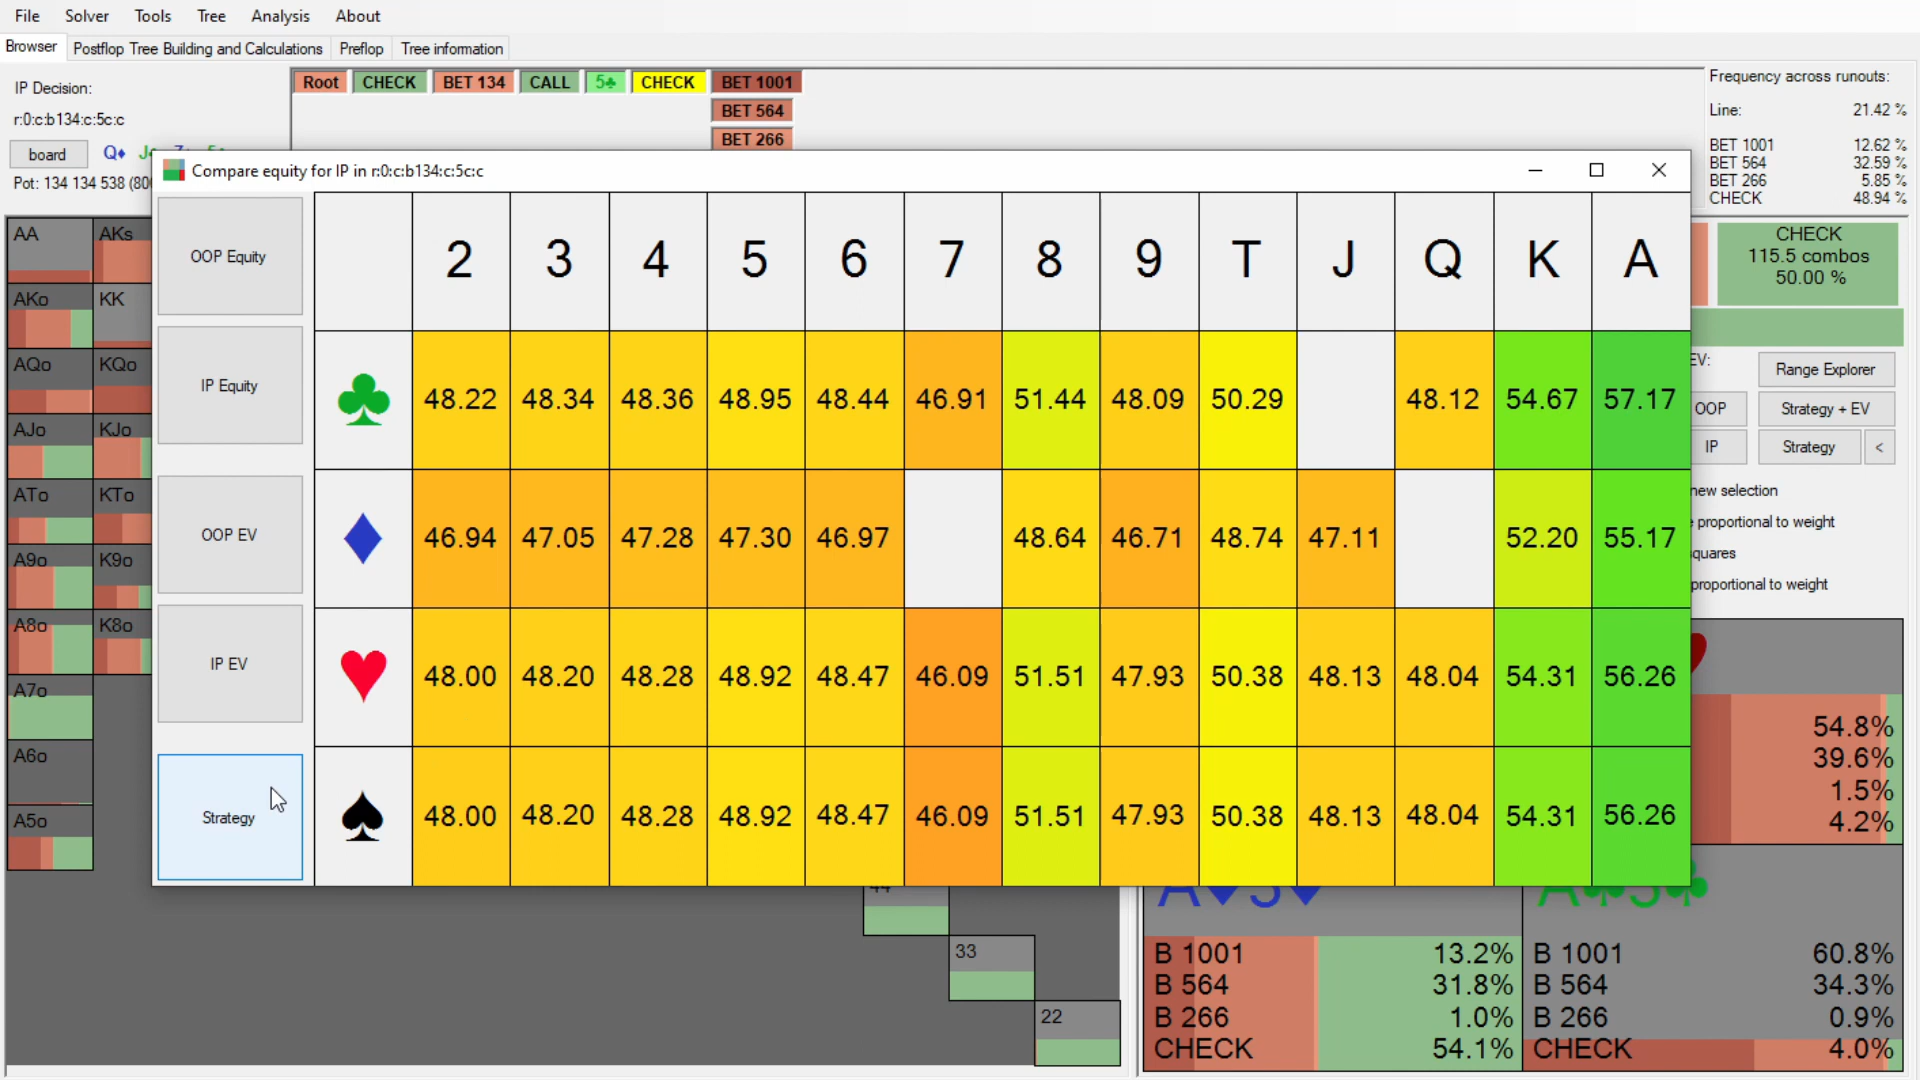 File Solver Tools Tree Analysis About
Browser Postflop Tree Building and Calculations Preflop Tree information
IP Decision:
r:0:c:b134:c:5c:c
board Q♦
Pot: 134 134 538
Root CHECK BET 134 CALL 5♣ CHECK BET 1001
BET 564
BET 266
Frequency across runouts:
Line: 21.42 %
BET 1001 12.62 %
BET 564 32.59 %
BET 266 5.85 %
CHECK 48.94 %
Compare equity for IP in r:0:c:b134:c:5c:c
OOP Equity
IP Equity
OOP EV
IP EV
Strategy
2 3 4 5 6 7 8 9 T J Q K A
♣ 48.22 48.34 48.36 48.95 48.44 46.91 51.44 48.09 50.29 48.12 54.67 57.17
♦ 46.94 47.05 47.28 47.30 46.97 48.64 46.71 48.74 47.11 52.20 55.17
♥ 48.00 48.20 48.28 48.92 48.47 46.09 51.51 47.93 50.38 48.13 48.04 54.31 56.26
♠ 48.00 48.20 48.28 48.92 48.47 46.09 51.51 47.93 50.38 48.13 48.04 54.31 56.26
AA AKs
AKo KK
AQo KQo
AJo KJo
ATo KTo
A9o K9o
A8o K8o
A7o
A6o
A5o
44
33
22
CHECK
115.5 combos
50.00 %
EV: Range Explorer
OOP Strategy + EV
IP Strategy <
new selection
proportional to weight
squares
proportional to weight
54.8%
39.6%
1.5%
4.2%
A♦5♦ A♣5♣
B 1001 13.2% B 1001 60.8%
B 564 31.8% B 564 34.3%
B 266 1.0% B 266 0.9%
CHECK 54.1% CHECK 4.0%